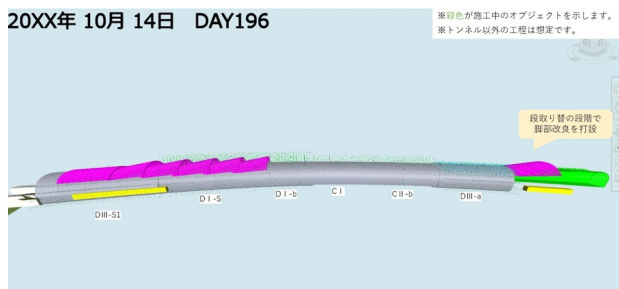 20XX年 10月 14日　DAY196
※緑色が施工中のオブジェクトを示します。
※トンネル以外の工程は想定です。
段取り替の段階で
脚部改良を打設
DⅢ-S1
DⅠ-S
DⅠ-b
CⅠ
CⅡ-b
DⅢ-a